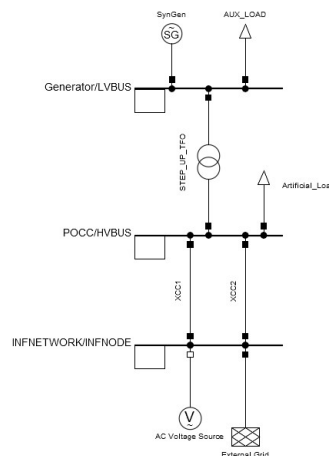 SynGen
AUX_LOAD
SG
Generator/LVBUS
STEP_UP_TFO
Artificial_Loa
POCC/HVBUS
XCC1
XCC2
INFNETWORK/INFNODE
V
AC Voltage Source
External Grid